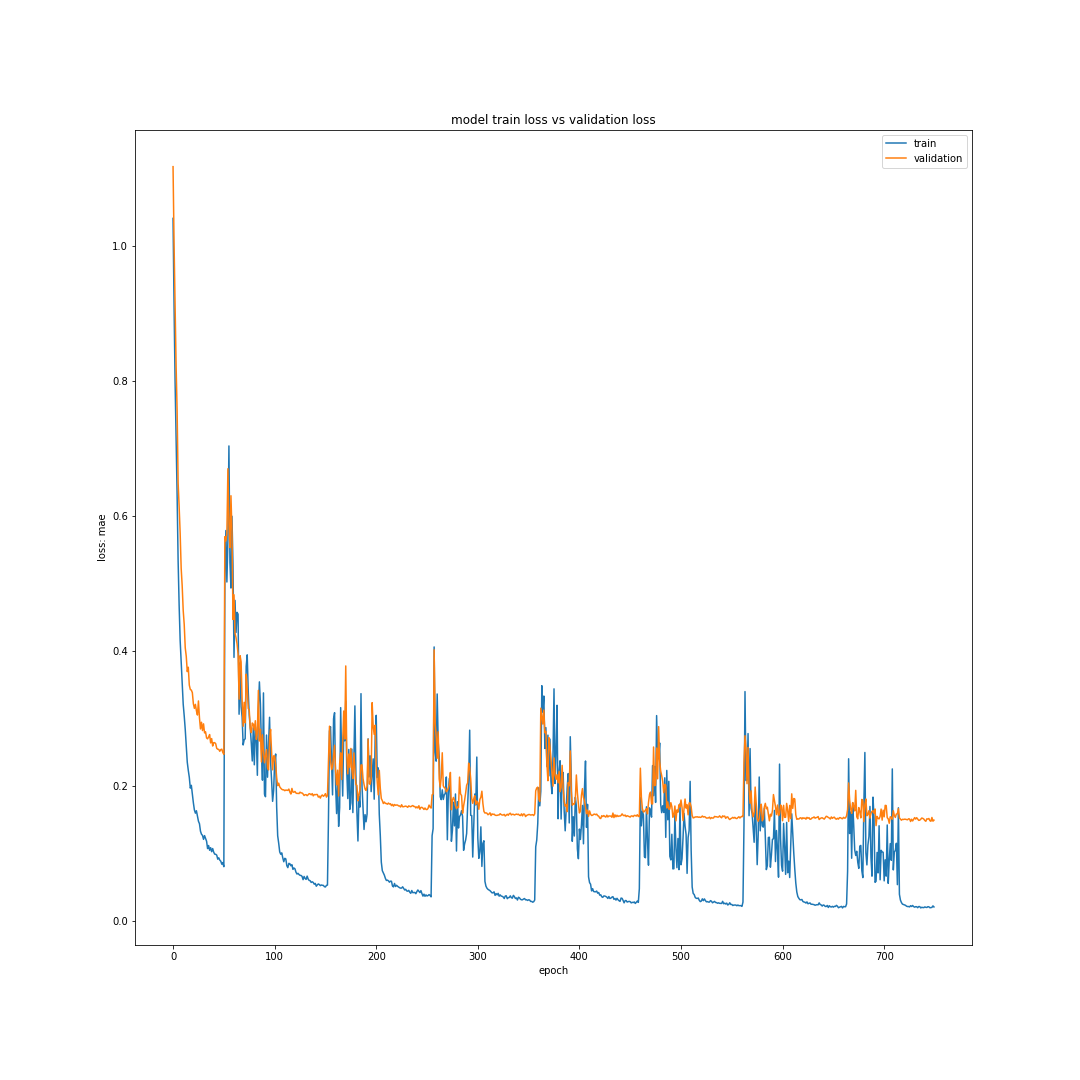 model train loss vs validation loss
train
validation
1.0
0.8
0.6
0.4
0.2
0.0
loss: mae
0 100 200 300 400 500 600 700
epoch